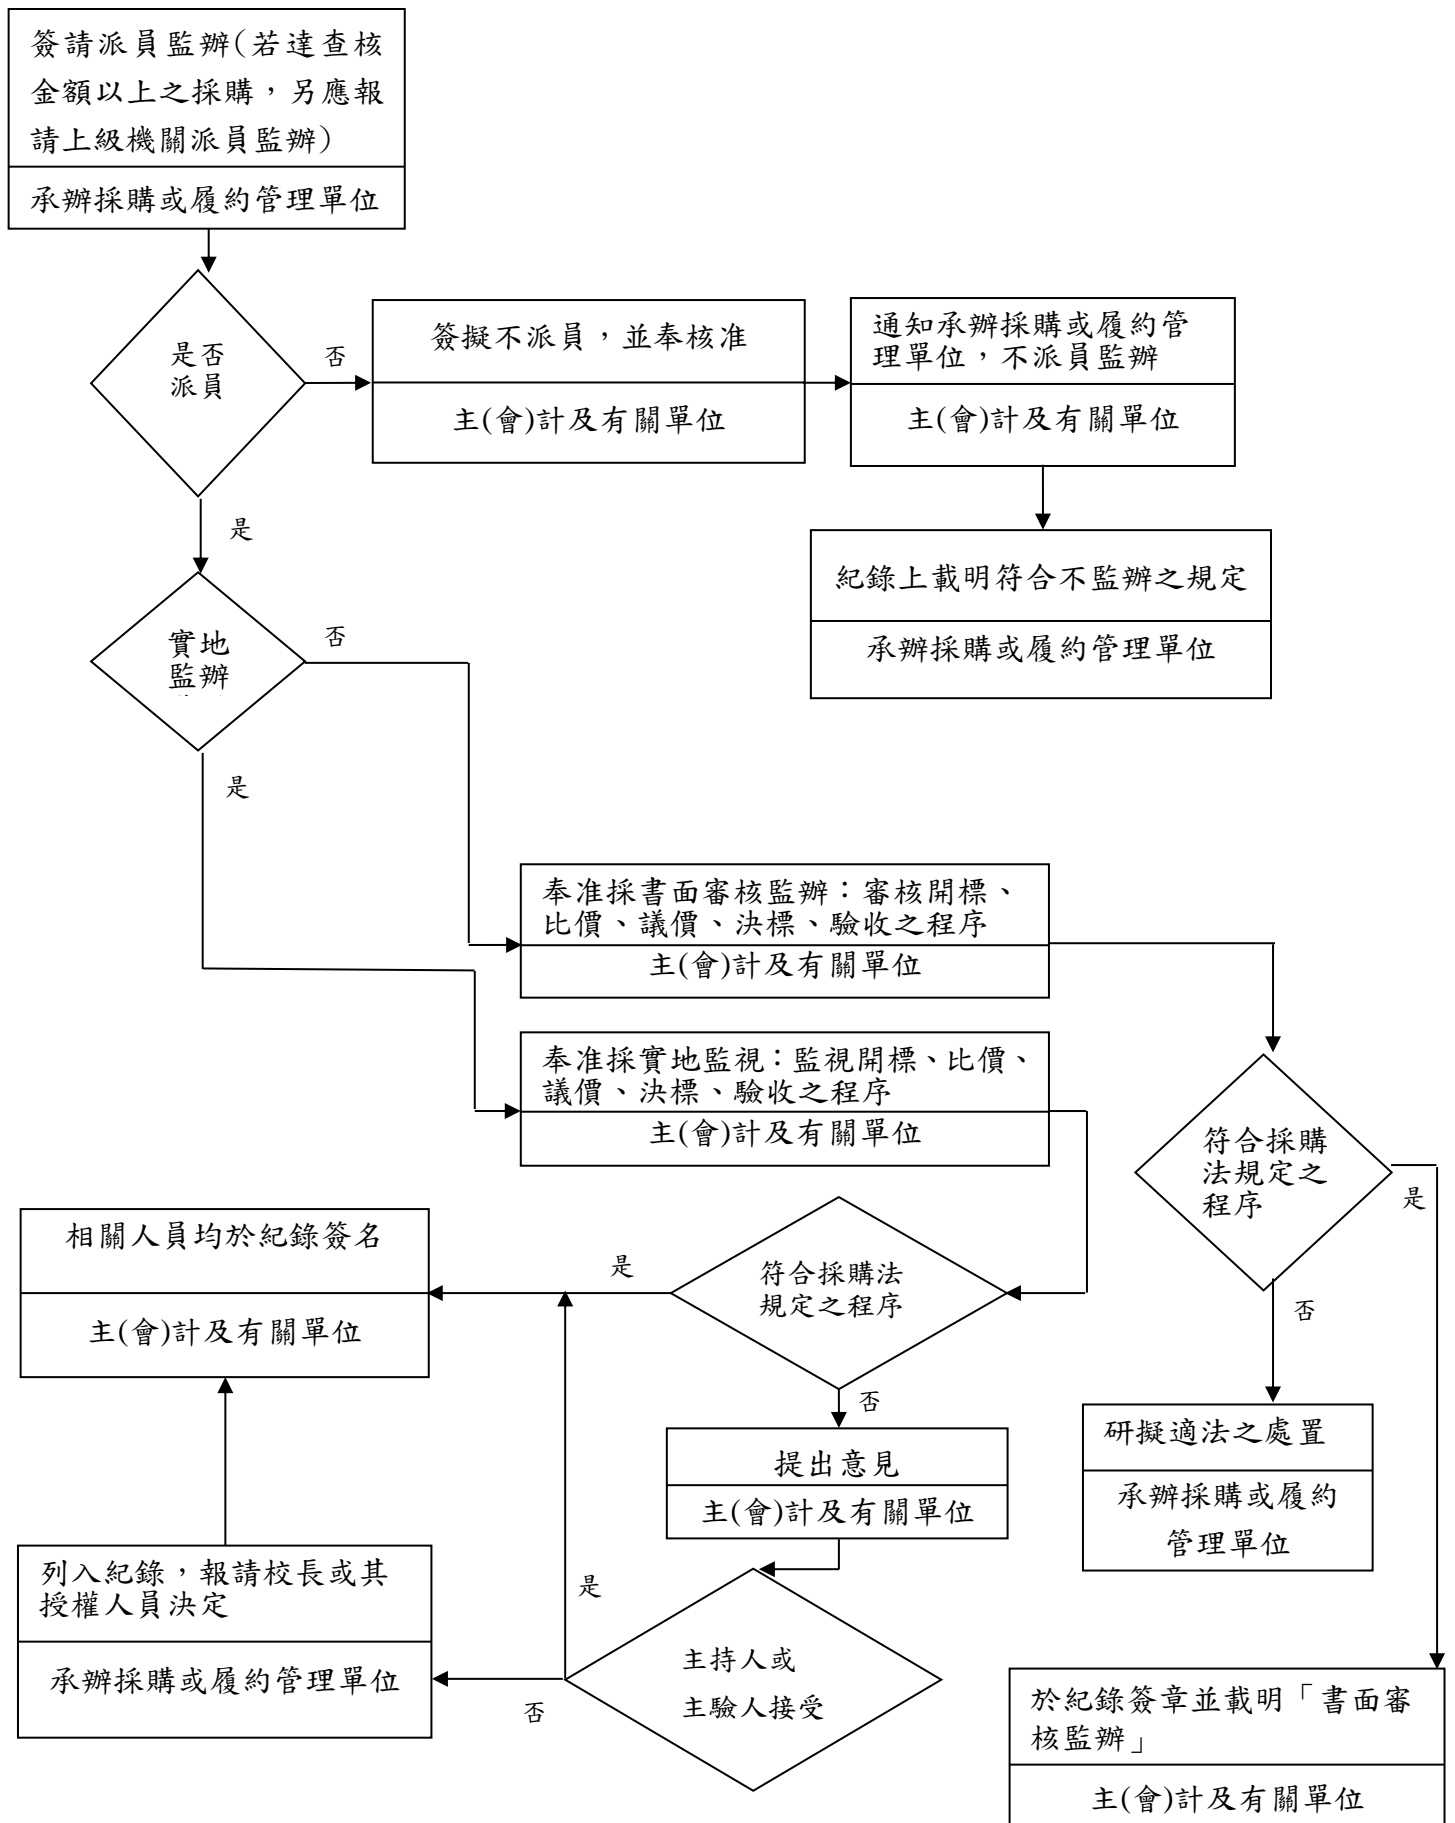 簽請派員監辦(若達查核
金額以上之採購，另應報
請上級機關派員監辦)
承辦採購或履約管理單位
是否
派員
否
簽擬不派員，並奉核准
主(會)計及有關單位
通知承辦採購或履約管
理單位，不派員監辦
主(會)計及有關單位
是
紀錄上載明符合不監辦之規定
承辦採購或履約管理單位
實地
監辦
否
是
奉准採書面審核監辦：審核開標、
比價、議價、決標、驗收之程序
主(會)計及有關單位
奉准採實地監視：監視開標、比價、
議價、決標、驗收之程序
主(會)計及有關單位
符合採購
法規定之
程序
是
否
相關人員均於紀錄簽名
主(會)計及有關單位
是
符合採購法
規定之程序
否
研擬適法之處置
承辦採購或履約
管理單位
提出意見
主(會)計及有關單位
列入紀錄，報請校長或其
授權人員決定
承辦採購或履約管理單位
是
主持人或
主驗人接受
否
於紀錄簽章並載明「書面審
核監辦」
主(會)計及有關單位